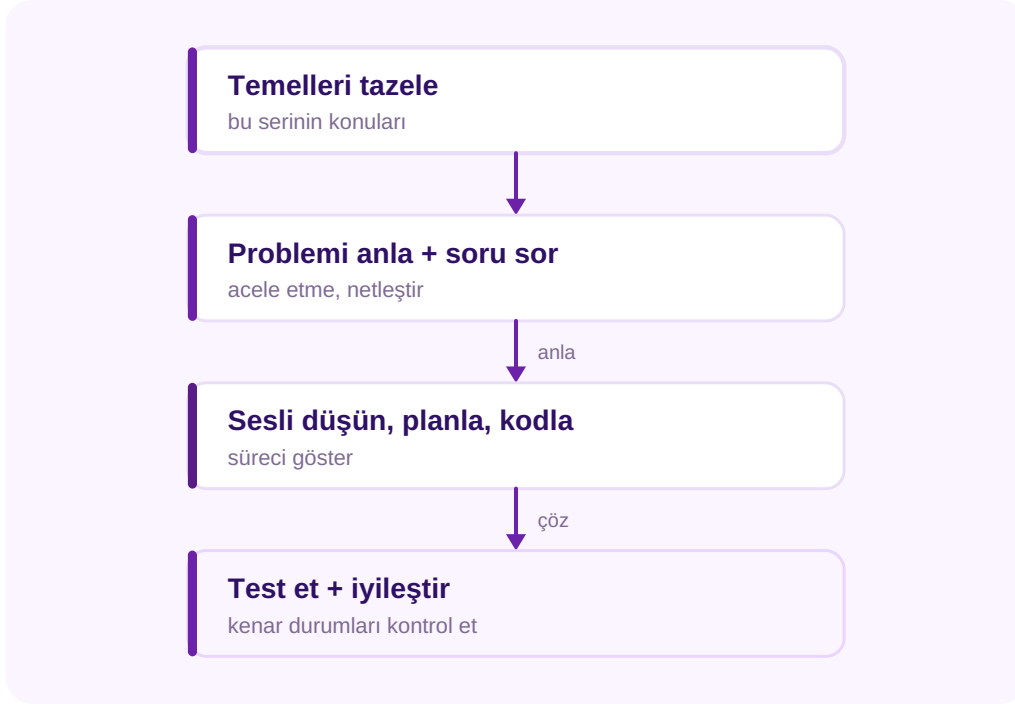 Temelleri tazele
bu serinin konuları
Problemi anla + soru sor
acele etme, netleştir
anla
Sesli düşün, planla, kodla
süreci göster
çöz
Test et + iyileştir
kenar durumları kontrol et